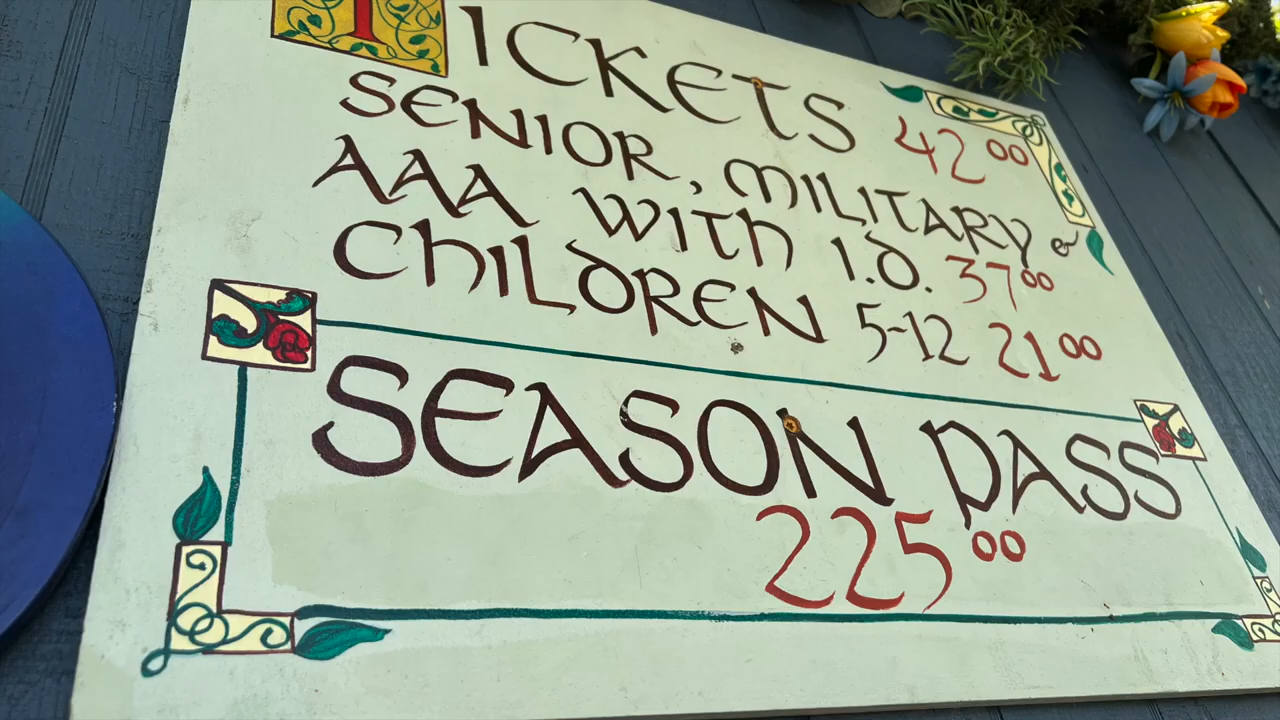 TICKETS 42 00
SENIOR, MILITARY &
AAA WITH I.D. 37 00
CHILDREN 5-12 21 00
SEASON PASS
225 00